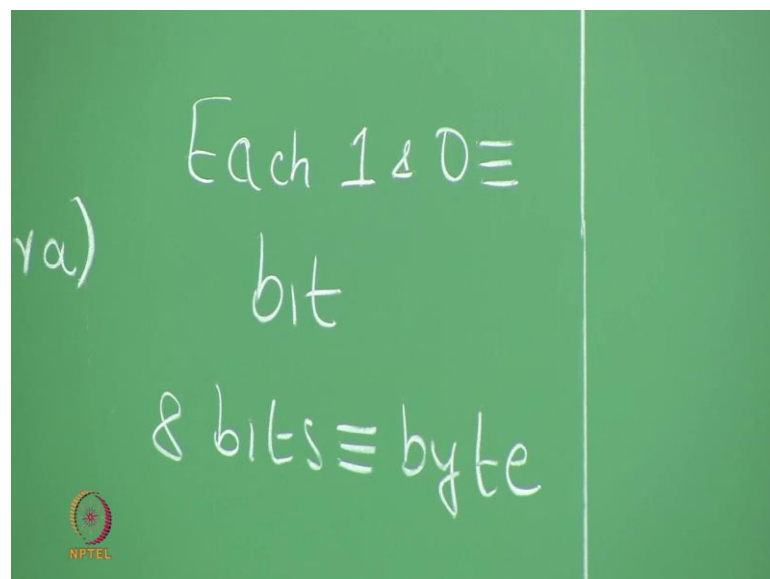 Each 1 & 0 ≡
ra)
bit
8 bits ≡ byte
NPTEL